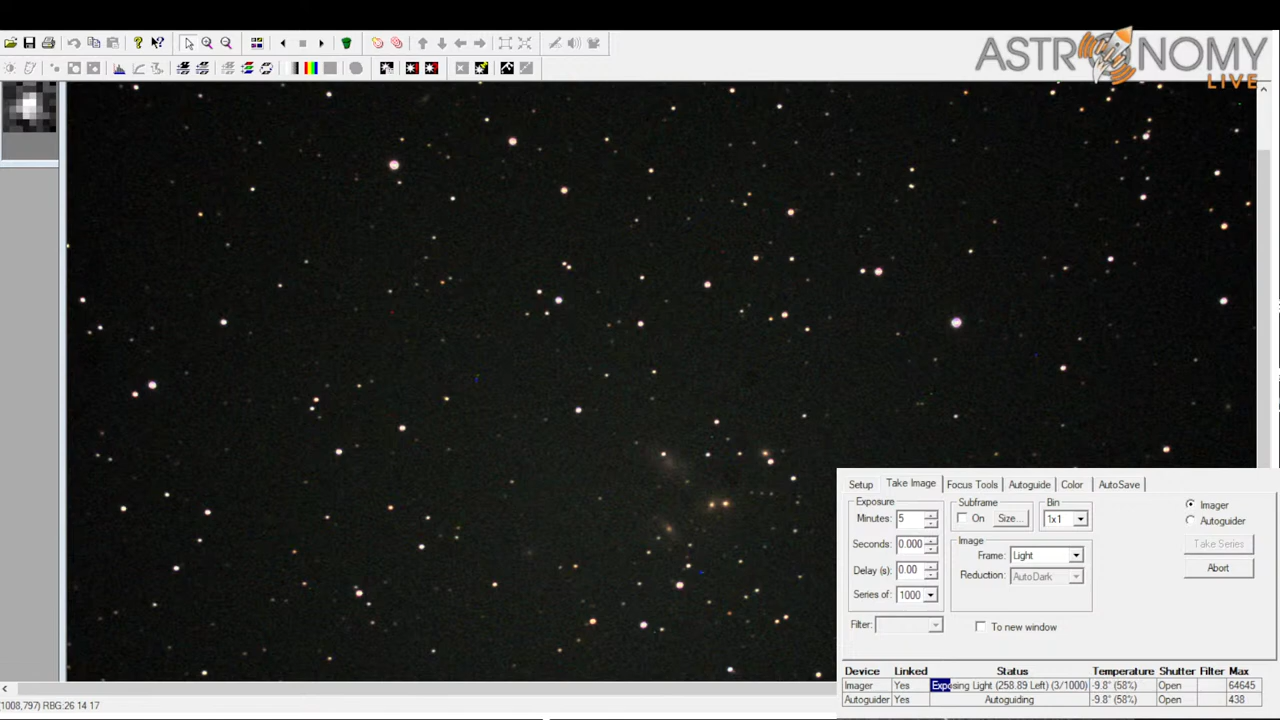 ASTRONOMY
LIVE
Setup Take Image Focus Tools Autoguide Color AutoSave
Exposure Subframe Bin
Minutes: 5 On Size... 1x1 Imager
Autoguider
Seconds: 0.000 Image Take Series
Frame: Light
Delay (s): 0.00 Reduction: AutoDark Abort
Series of: 1000
Filter: To new window
Device Linked Status Temperature Shutter Filter Max
Imager Yes Exposing Light (258.89 Left) (3/1000) -9.8° (58%) Open 64645
Autoguider Yes Autoguiding -9.8° (58%) Open 438
(1008,797) RBG:26 14 17